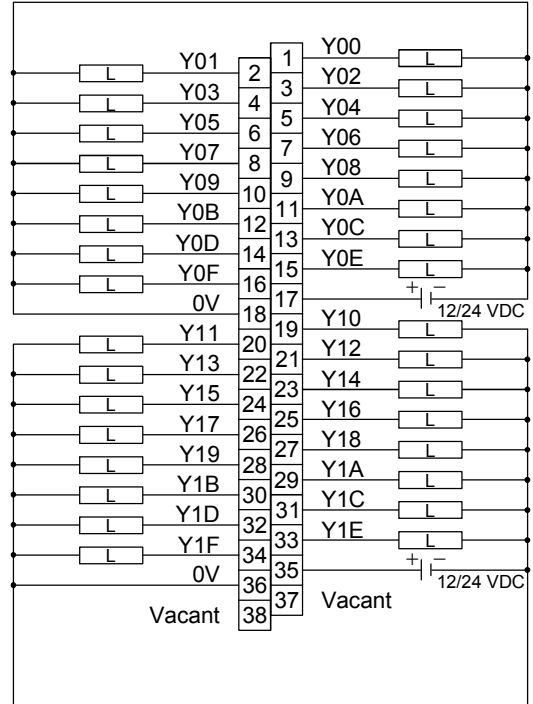 1 Y00 L
L Y01 2
3 Y02 L
L Y03 4
5 Y04 L
L Y05 6
7 Y06 L
L Y07 8
9 Y08 L
L Y09 10
11 Y0A L
L Y0B 12
13 Y0C L
L Y0D 14
15 Y0E L
L Y0F 16
17 + − 12/24 VDC
0V 18
19 Y10 L
L Y11 20
21 Y12 L
L Y13 22
23 Y14 L
L Y15 24
25 Y16 L
L Y17 26
27 Y18 L
L Y19 28
29 Y1A L
L Y1B 30
31 Y1C L
L Y1D 32
33 Y1E L
L Y1F 34
35 + − 12/24 VDC
0V 36
37 Vacant
Vacant 38